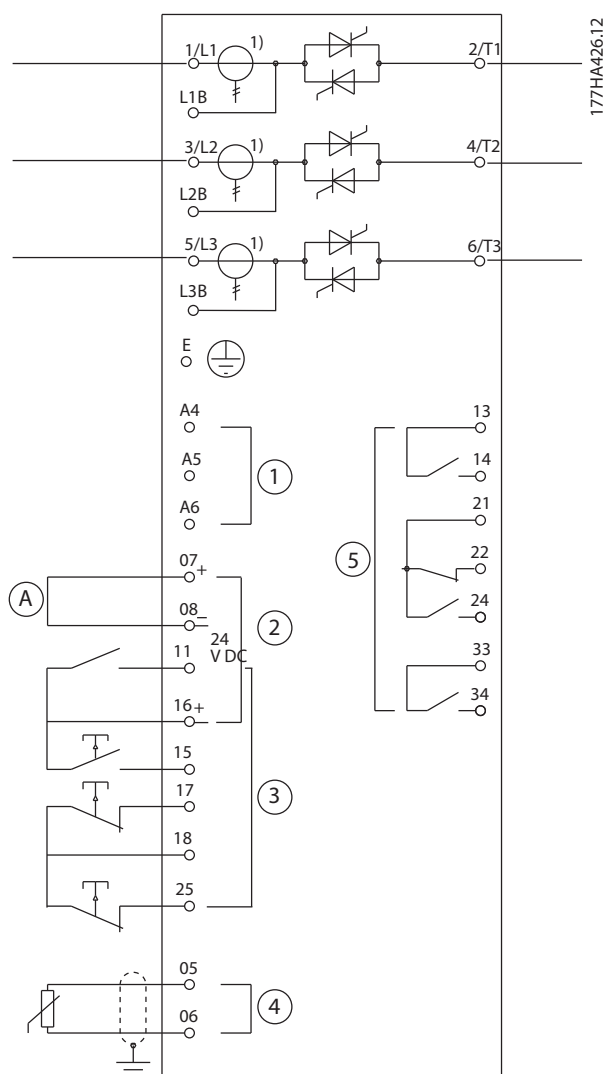 177HA426.12
1/L1 1) 2/T1
L1B
3/L2 1) 4/T2
L2B
5/L3 1) 6/T3
L3B
E
A4
A5
A6
1
07 +
A
08 –
2
24
V DC
11
16 +
15
17
3
18
25
05
4
06
13
14
21
5
22
24
33
34